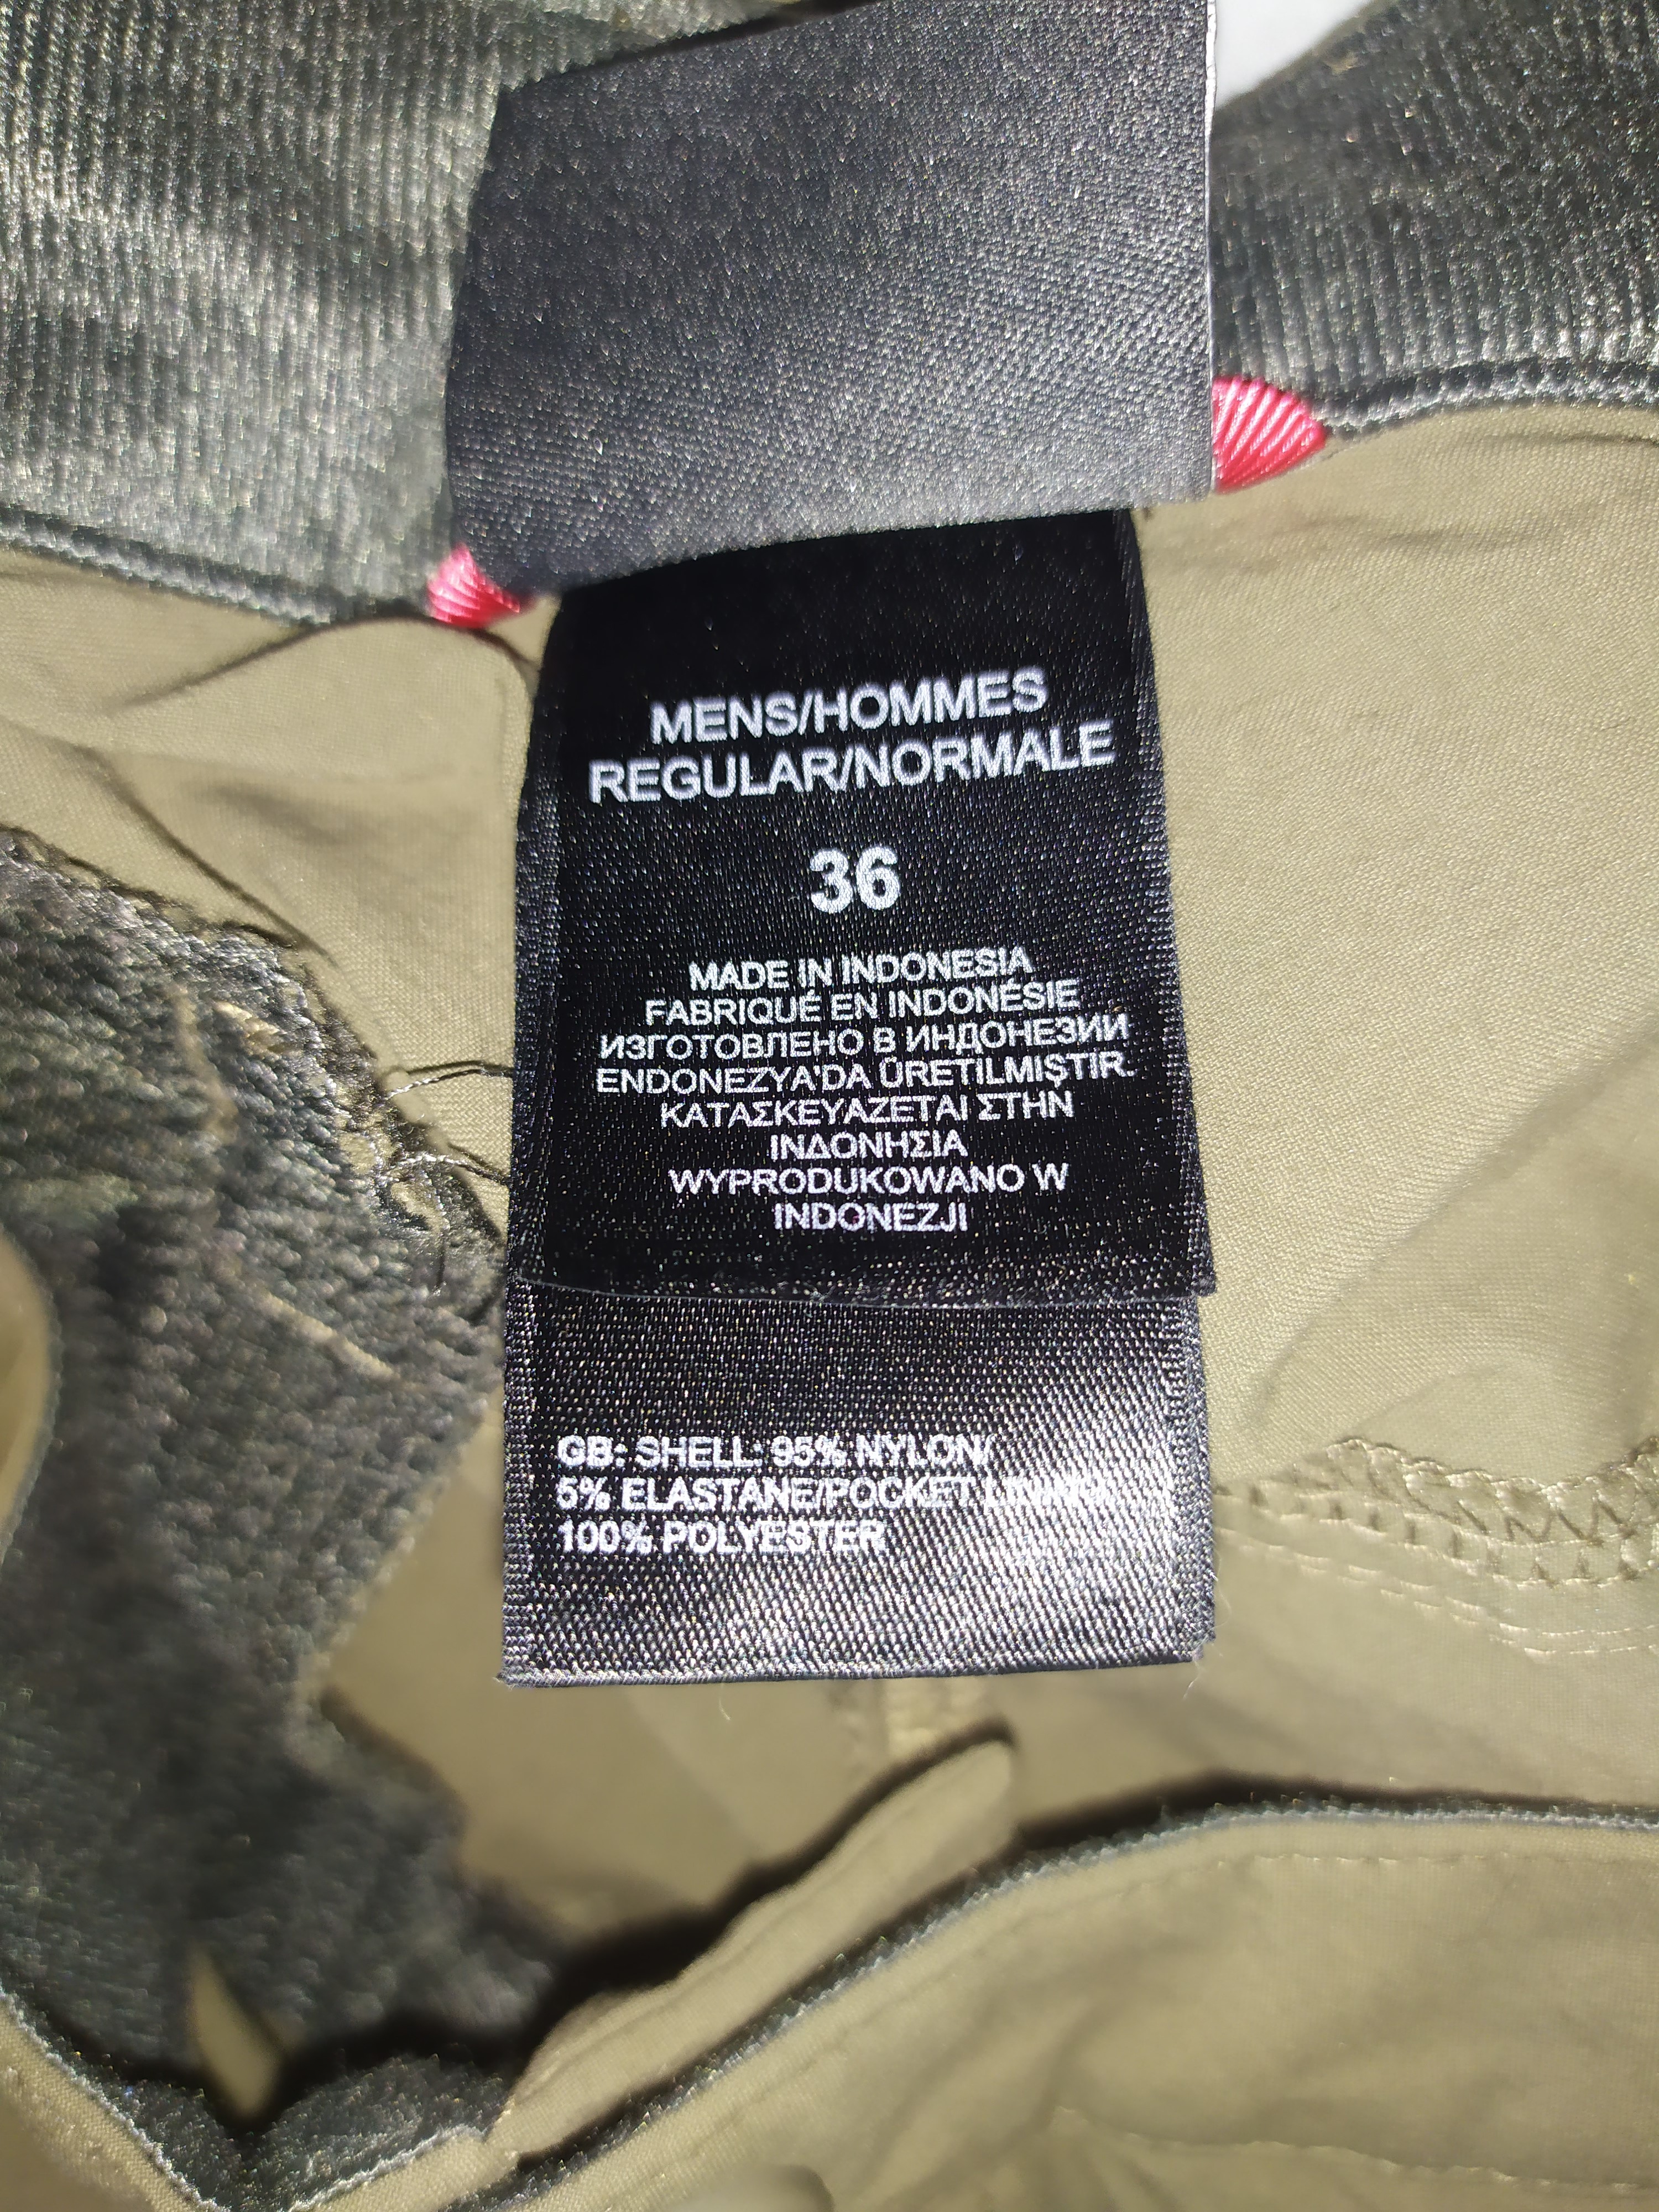 MENS/HOMMES
REGULAR/NORMALE
36
MADE IN INDONESIA
FABRIQUÉ EN INDONÉSIE
ИЗГОТОВЛЕНО В ИНДОНЕЗИИ
ENDONEZYA'DA ÜRETILMIŞTIR.
ΚΑΤΑΣΚΕΥΑΖΕΤΑΙ ΣΤΗΝ
ΙΝΔΟΝΗΣΙΑ
WYPRODUKOWANO W
INDONEZJI
GB: SHELL: 95% NYLON/
5% ELASTANE/POCKET LINING:
100% POLYESTER